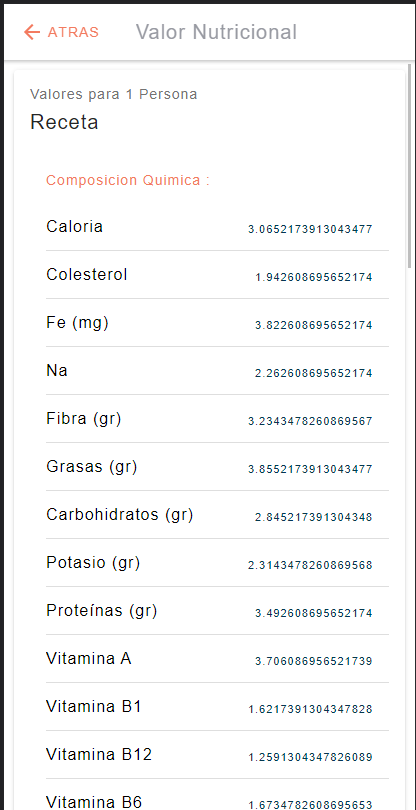 ATRAS Valor Nutricional
Valores para 1 Persona
Receta
Composicion Quimica :
Caloria 3.0652173913043477
Colesterol 1.942608695652174
Fe (mg) 3.822608695652174
Na 2.262608695652174
Fibra (gr) 3.2343478260869567
Grasas (gr) 3.8552173913043477
Carbohidratos (gr) 2.845217391304348
Potasio (gr) 2.3143478260869568
Proteínas (gr) 3.492608695652174
Vitamina A 3.706086956521739
Vitamina B1 1.6217391304347828
Vitamina B12 1.2591304347826089
Vitamina B6 1.6734782608695653